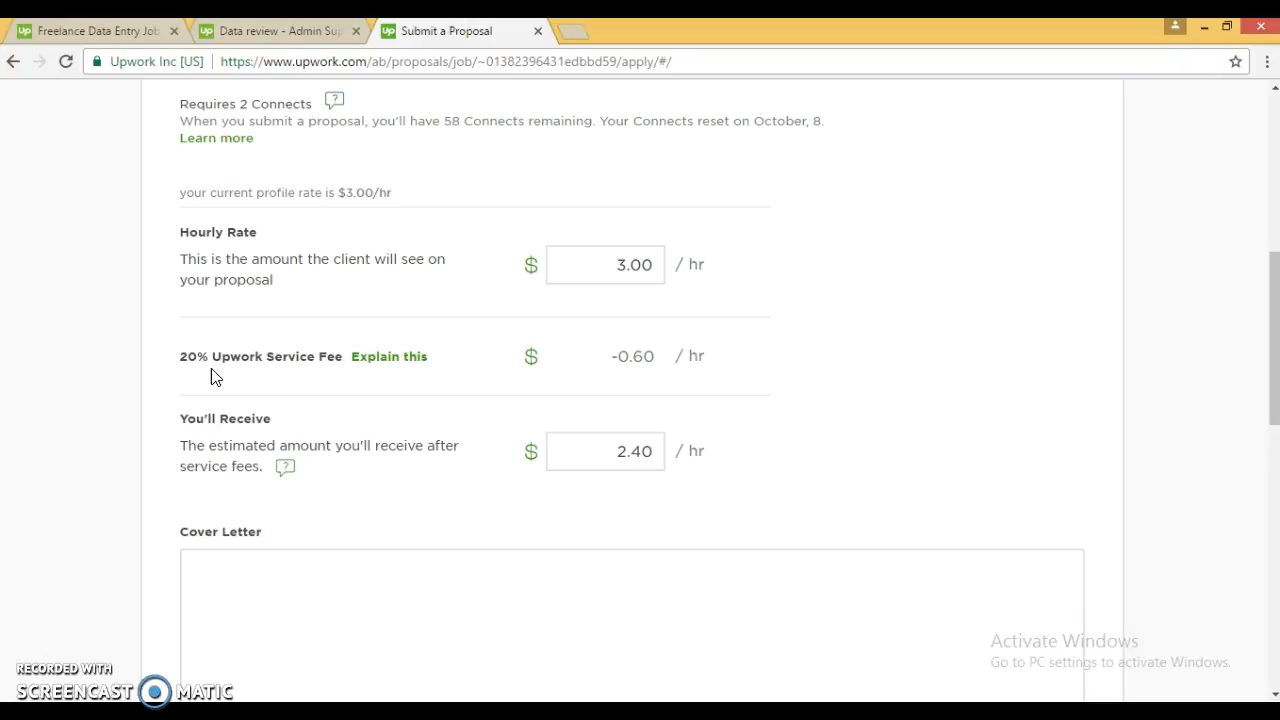 Up Freelance Data Entry Job
Up Data review - Admin Sup
Up Submit a Proposal
Upwork Inc [US] | https://www.upwork.com/ab/proposals/job/~01382396431edbbd59/apply/#/
Requires 2 Connects ?
When you submit a proposal, you'll have 58 Connects remaining. Your Connects reset on October, 8.
Learn more
your current profile rate is $3.00/hr
Hourly Rate
This is the amount the client will see on
your proposal
$ 3.00 / hr
20% Upwork Service Fee Explain this $ -0.60 / hr
You'll Receive
The estimated amount you'll receive after
service fees. ?
$ 2.40 / hr
Cover Letter
Activate Windows
Go to PC settings to activate Windows.
RECORDED WITH
SCREENCAST MATIC